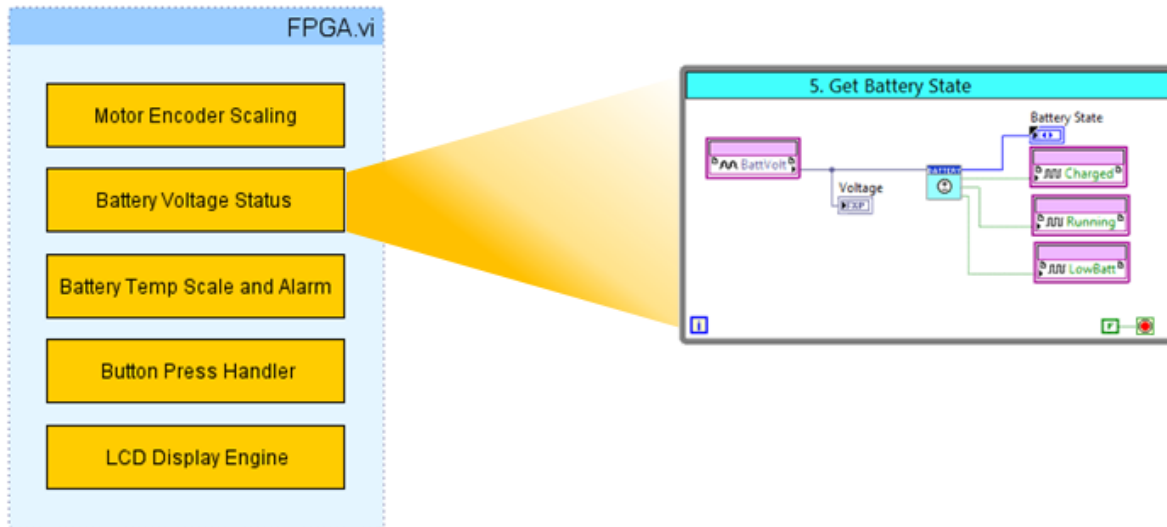 FPGA.vi
Motor Encoder Scaling
Battery Voltage Status
Battery Temp Scale and Alarm
Button Press Handler
LCD Display Engine
5. Get Battery State
Battery State
BattVolt
BATTERY
Charged
Voltage
Running
LowBatt
i
F